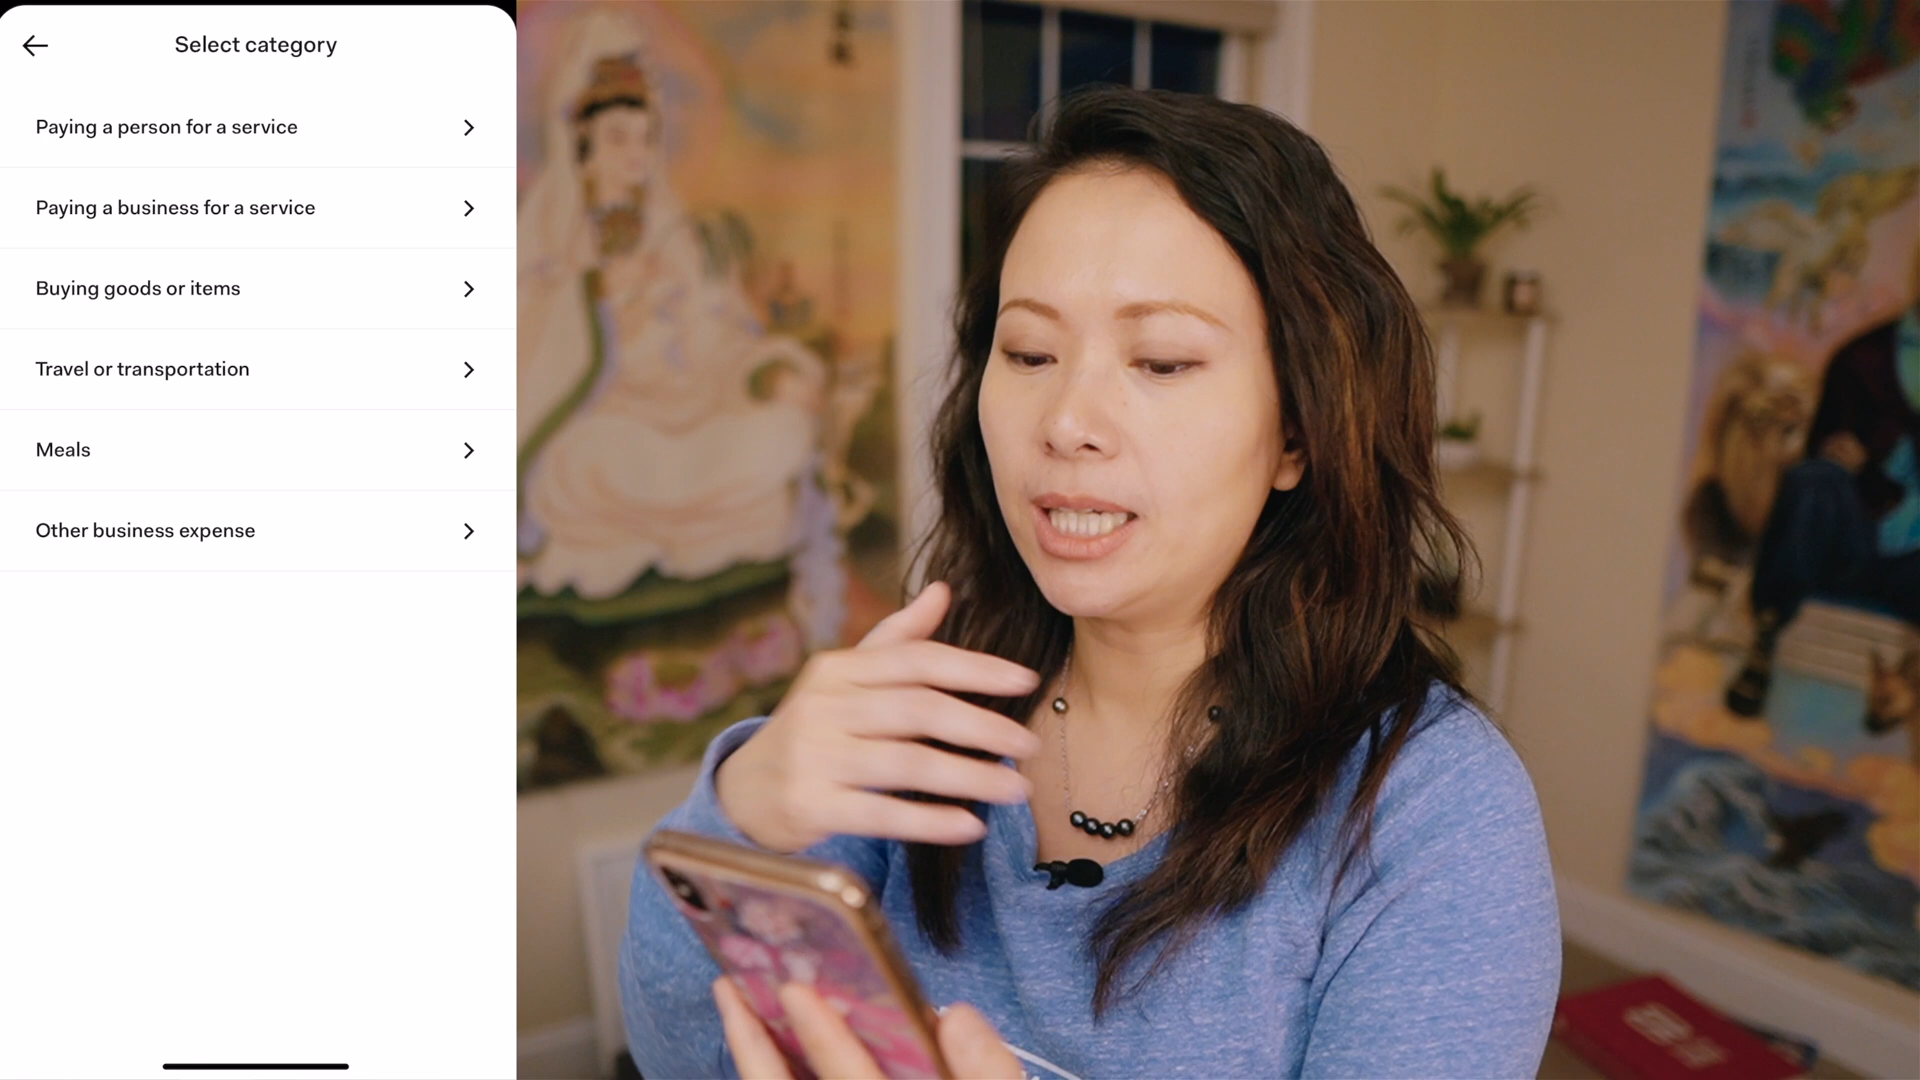 Select category
Paying a person for a service
Paying a business for a service
Buying goods or items
Travel or transportation
Meals
Other business expense